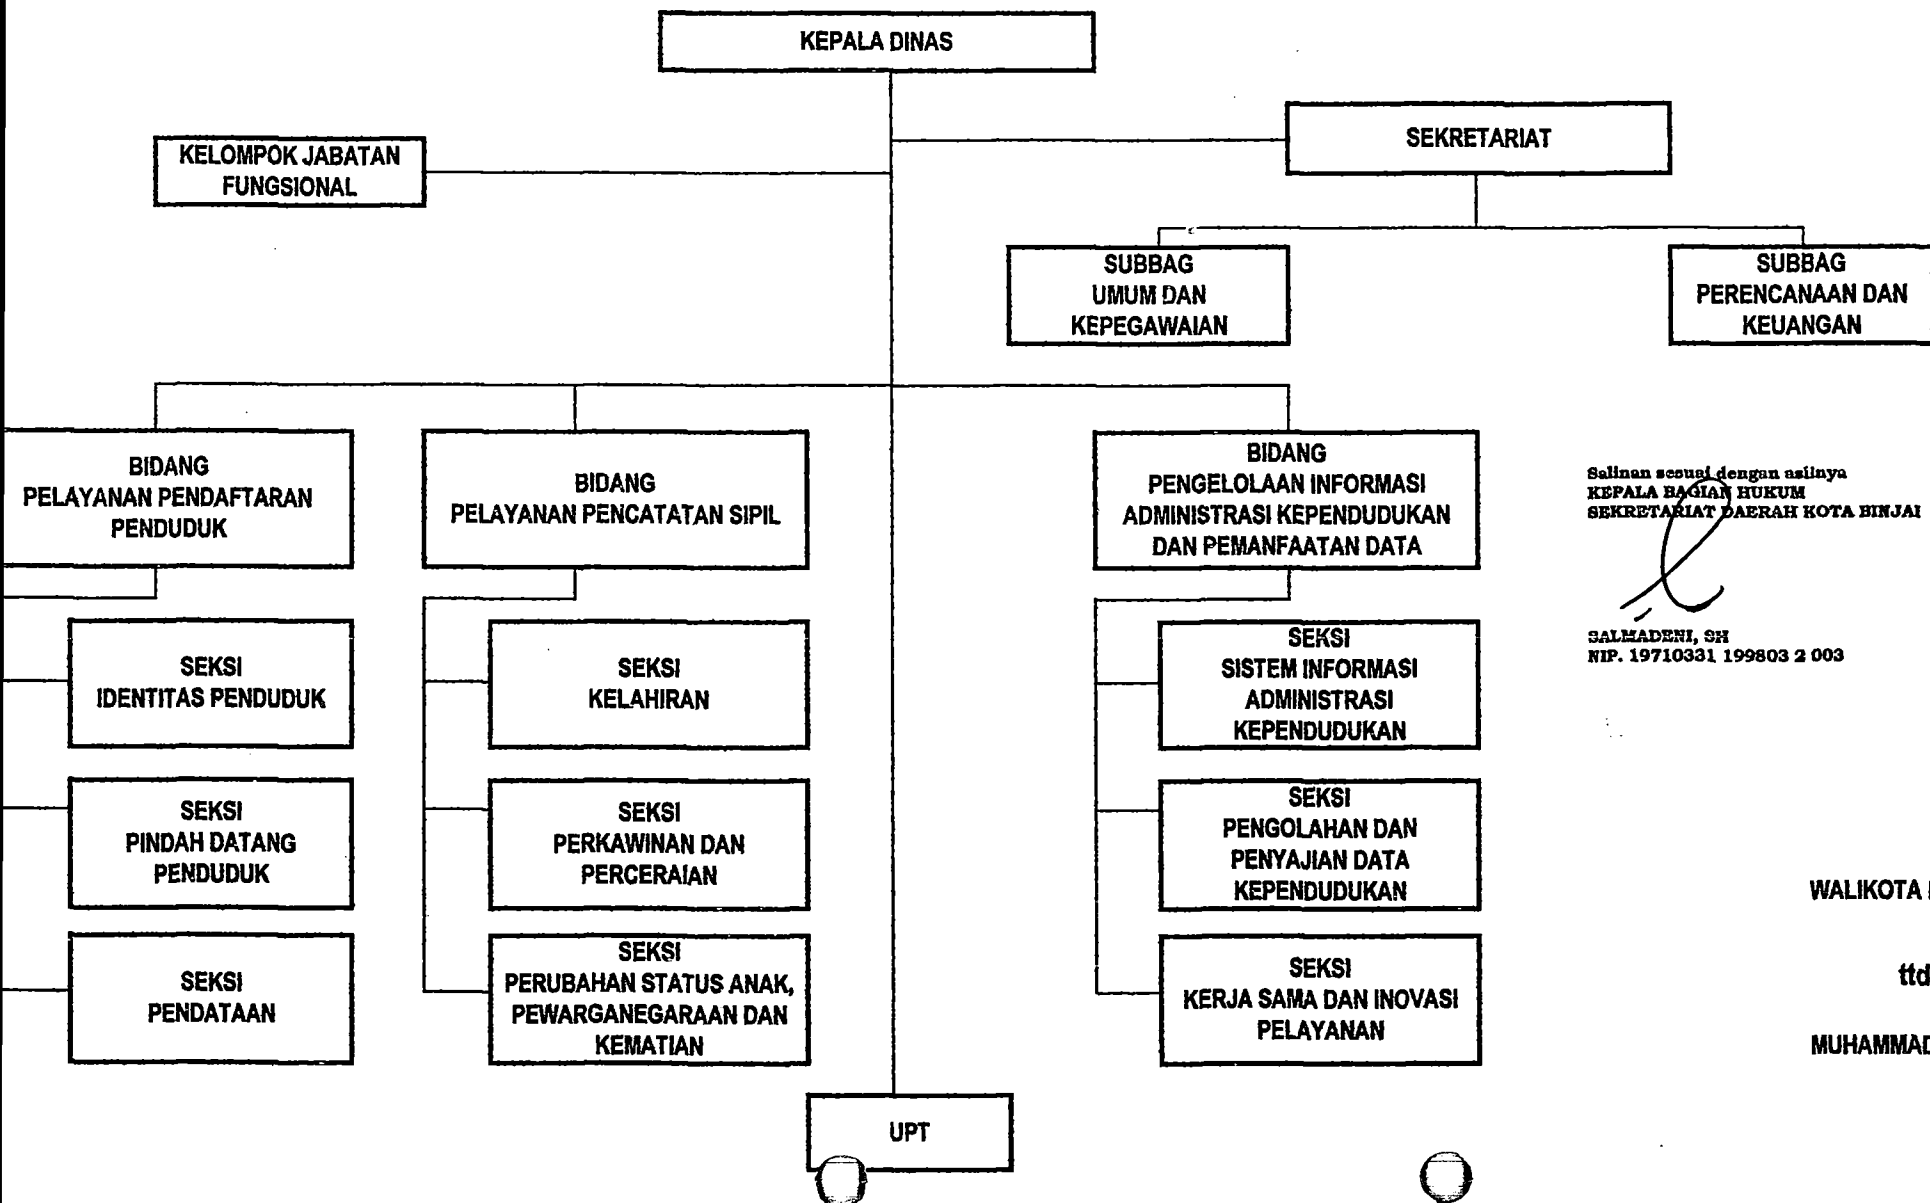 KEPALA DINAS
SEKRETARIAT
KELOMPOK JABATAN
FUNGSIONAL
SUBBAG
UMUM DAN
KEPEGAWAIAN
SUBBAG
PERENCANAAN DAN
KEUANGAN
BIDANG
PELAYANAN PENDAFTARAN
PENDUDUK
BIDANG
PELAYANAN PENCATATAN SIPIL
BIDANG
PENGELOLAAN INFORMASI
ADMINISTRASI KEPENDUDUKAN
DAN PEMANFAATAN DATA
Salinan sesuai dengan aslinya
KEPALA BAGIAN HUKUM
SEKRETARIAT DAERAH KOTA BINJAI
SALMADENI, SH
NIP. 19710331 199803 2 003
SEKSI
IDENTITAS PENDUDUK
SEKSI
KELAHIRAN
SEKSI
SISTEM INFORMASI
ADMINISTRASI
KEPENDUDUKAN
SEKSI
PINDAH DATANG
PENDUDUK
SEKSI
PERKAWINAN DAN
PERCERAIAN
SEKSI
PENGOLAHAN DAN
PENYAJIAN DATA
KEPENDUDUKAN
SEKSI
PENDATAAN
SEKSI
PERUBAHAN STATUS ANAK,
PEWARGANEGARAAN DAN
KEMATIAN
SEKSI
KERJA SAMA DAN INOVASI
PELAYANAN
WALIKOTA
ttd
MUHAMMAD
UPT